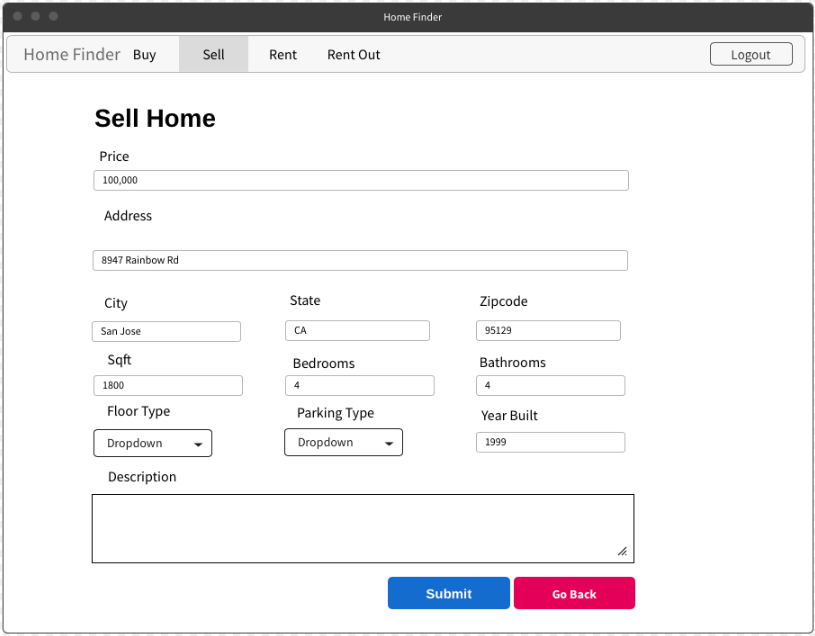 Home Finder
Home Finder Buy Sell Rent Rent Out Logout
Sell Home
Price
100,000
Address
8947 Rainbow Rd
City State Zipcode
San Jose CA 95129
Sqft Bedrooms Bathrooms
1800 4 4
Floor Type Parking Type Year Built
Dropdown Dropdown 1999
Description
Submit Go Back